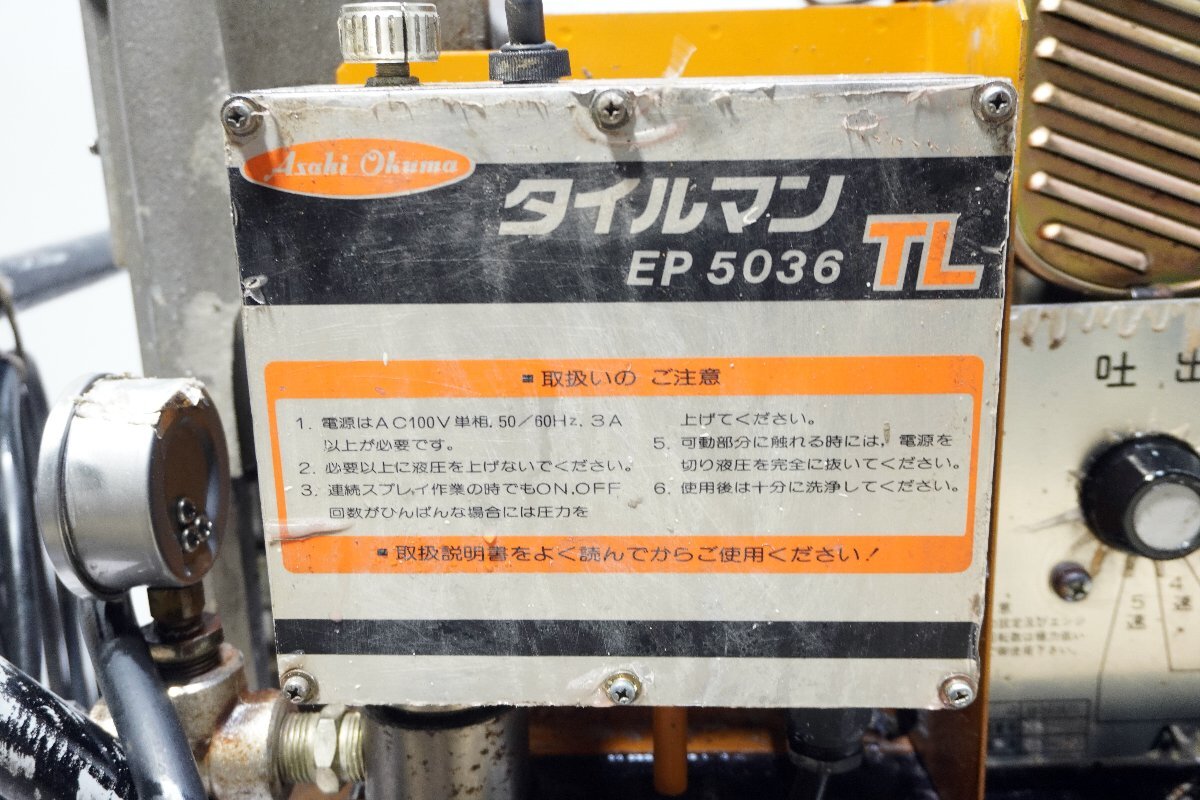 Asahi Okuma
タイルマン
EP 5036 TL
■ 取扱いの ご注意
1. 電源はAC100V単相, 50/60Hz, 3A
以上が必要です。
2. 必要以上に液圧を上げないでください。
3. 連続スプレイ作業の時でもON,OFF
回数がひんぱんな場合には圧力を
上げてください。
5. 可動部分に触れる時には, 電源を
切り液圧を完全に抜いてください。
6. 使用後は十分に洗浄してください。
■ 取扱説明書をよく読んでからご使用ください!
吐出
4速
5速